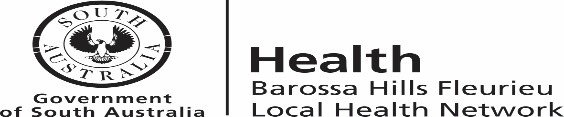 SOUTH
AUSTRALIA
Government
of South Australia
Health
Barossa Hills Fleurieu
Local Health Network